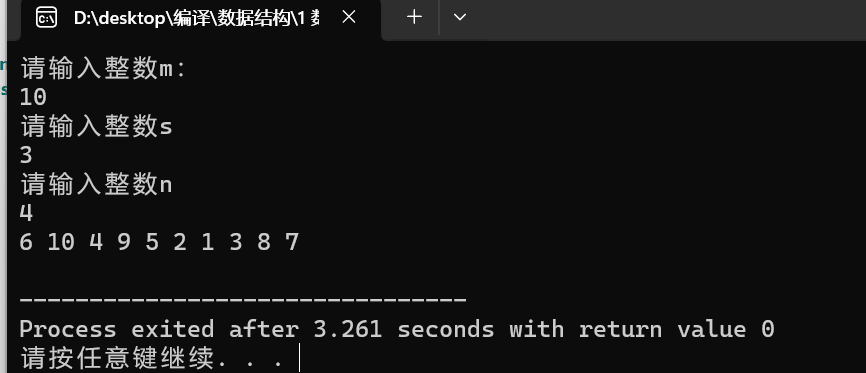 D:\desktop\编译\数据结构\1 数
请输入整数m:
10
请输入整数s
3
请输入整数n
4
6 10 4 9 5 2 1 3 8 7
--------------------------------
Process exited after 3.261 seconds with return value 0
请按任意键继续. . .